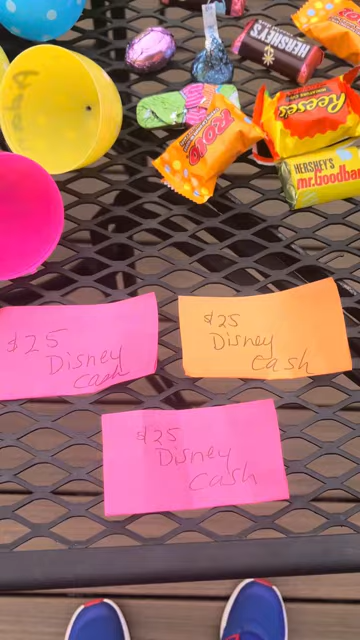 HERSHEY'S
ROLO
REESE'S
HERSHEY'S
mr.Goodbar
$25
Disney
cash
$25
Disney
cash
$25
Disney
cash